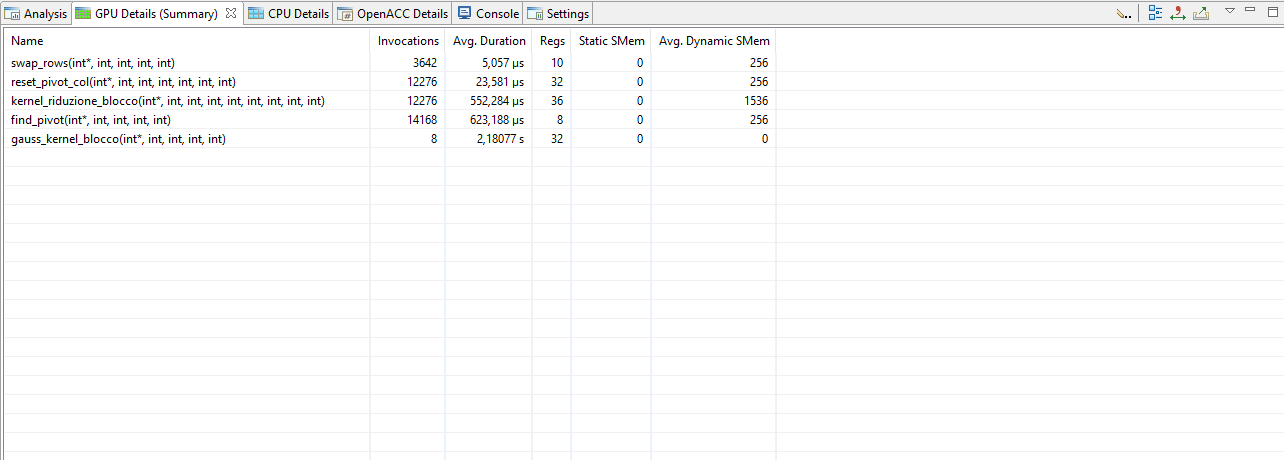 Analysis GPU Details (Summary) CPU Details OpenACC Details Console Settings
Name Invocations Avg. Duration Regs Static SMem Avg. Dynamic SMem
swap_rows(int*, int, int, int, int) 3642 5,057 µs 10 0 256
reset_pivot_col(int*, int, int, int, int, int, int) 12276 23,581 µs 32 0 256
kernel_riduzione_blocco(int*, int, int, int, int, int, int, int, int) 12276 552,284 µs 36 0 1536
find_pivot(int*, int, int, int, int) 14168 623,188 µs 8 0 256
gauss_kernel_blocco(int*, int, int, int, int) 8 2,18077 s 32 0 0